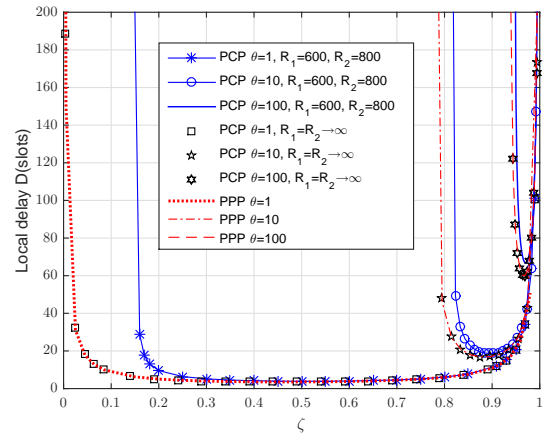 200
180
160
140
120
100
80
60
40
20
0
Local delay D(slots)
PCP θ=1, R₁=600, R₂=800
PCP θ=10, R₁=600, R₂=800
PCP θ=100, R₁=600, R₂=800
PCP θ=1, R₁=R₂→∞
PCP θ=10, R₁=R₂→∞
PCP θ=100, R₁=R₂→∞
PPP θ=1
PPP θ=10
PPP θ=100
0 0.1 0.2 0.3 0.4 0.5 0.6 0.7 0.8 0.9 1
ζ